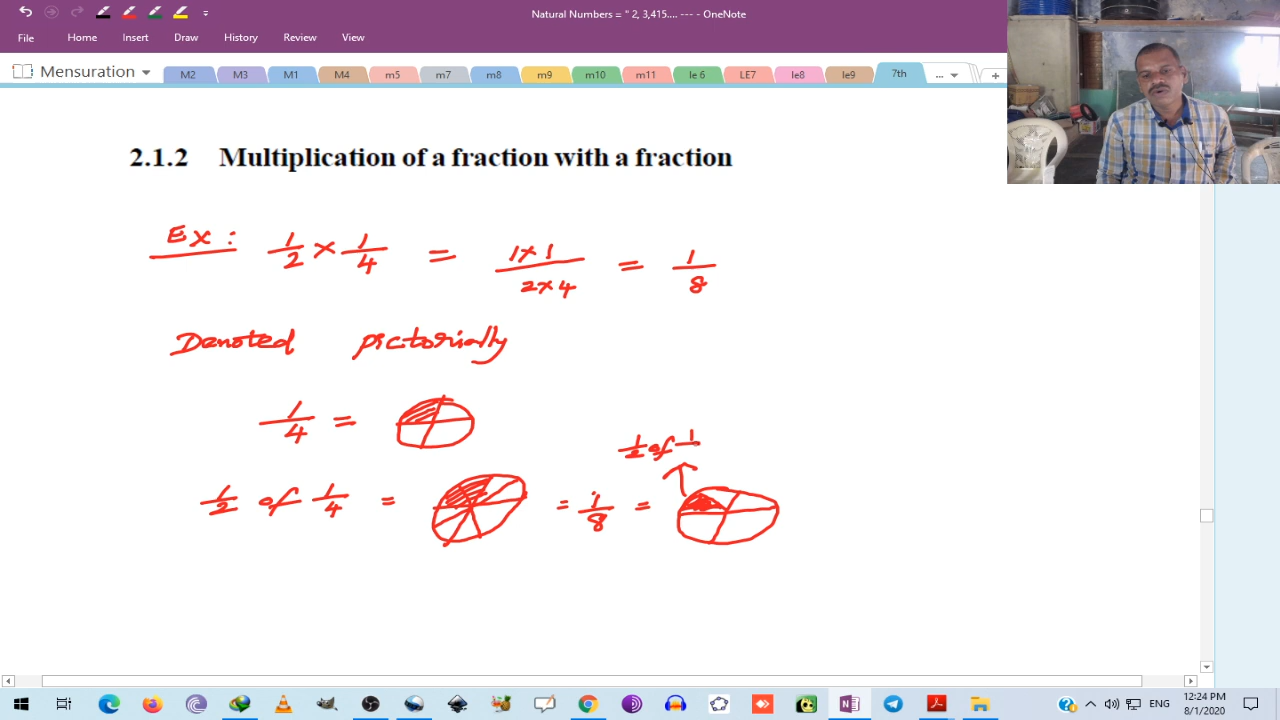 Natural Numbers = " 2, 3,415.... --- - OneNote
File Home Insert Draw History Review View
Mensuration M2 M3 M1 M4 m5 m7 m8 m9 m10 m11 le 6 LE7 le8 le9 7th ... +
2.1.2 Multiplication of a fraction with a fraction
Ex : 1/2 × 1/4 = 1×1/2×4 = 1/8
Denoted pictorially
1/4 =
1/2 of 1/
1/2 of 1/4 = = 1/8 =
12:24 PM
ENG
8/1/2020